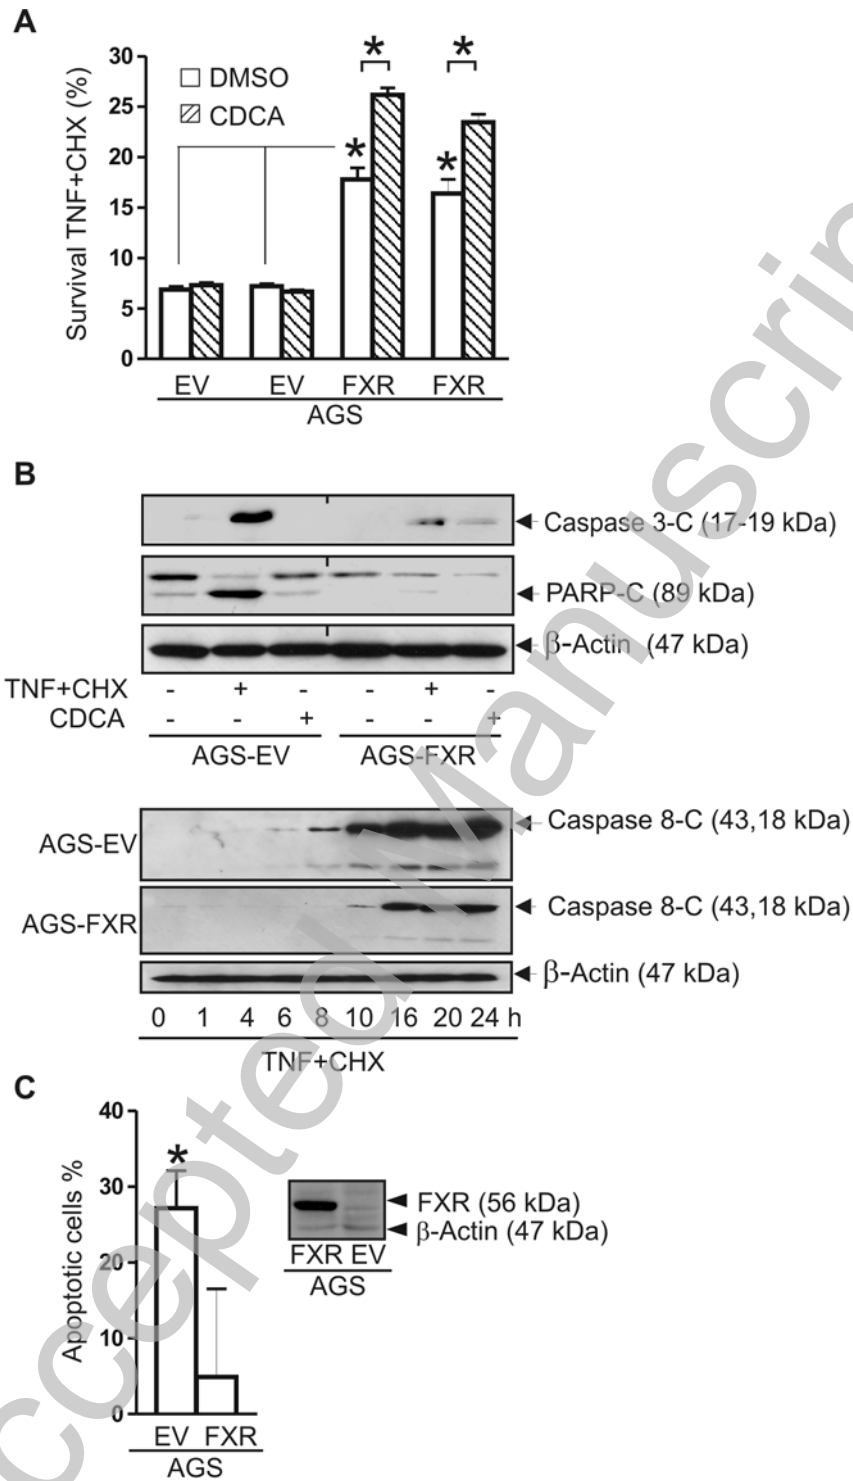 A
30
25
20
15
10
5
0
Survival TNF+CHX (%)
DMSO
CDCA
*
*
*
*
EV EV FXR FXR
AGS
B
Caspase 3-C (17-19 kDa)
PARP-C (89 kDa)
β-Actin (47 kDa)
TNF+CHX - + - - + -
CDCA - - + - - +
AGS-EV AGS-FXR
AGS-EV
Caspase 8-C (43,18 kDa)
AGS-FXR
Caspase 8-C (43,18 kDa)
β-Actin (47 kDa)
0 1 4 6 8 10 16 20 24 h
TNF+CHX
C
40
30
20
10
0
Apoptotic cells %
*
EV FXR
AGS
FXR (56 kDa)
β-Actin (47 kDa)
FXR EV
AGS
ccepted Manuscrip